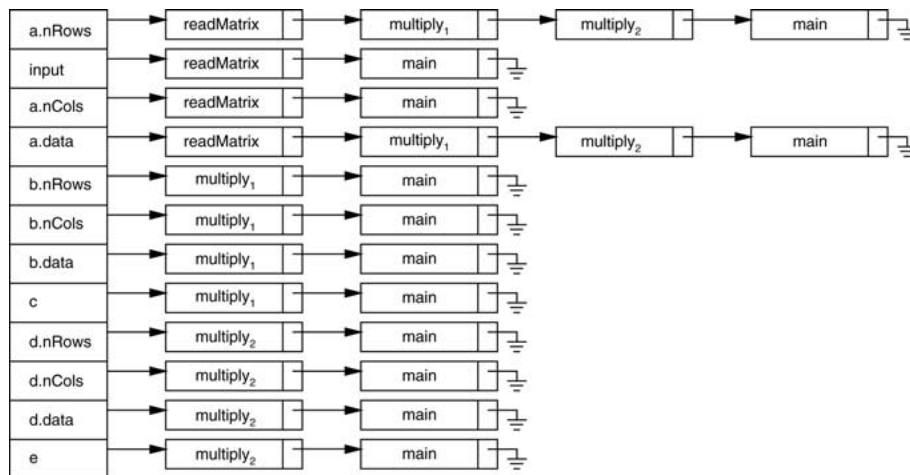 a.nRows readMatrix multiply₁ multiply₂ main
input readMatrix main
a.nCols readMatrix main
a.data readMatrix multiply₁ multiply₂ main
b.nRows multiply₁ main
b.nCols multiply₁ main
b.data multiply₁ main
c multiply₁ main
d.nRows multiply₂ main
d.nCols multiply₂ main
d.data multiply₂ main
e multiply₂ main